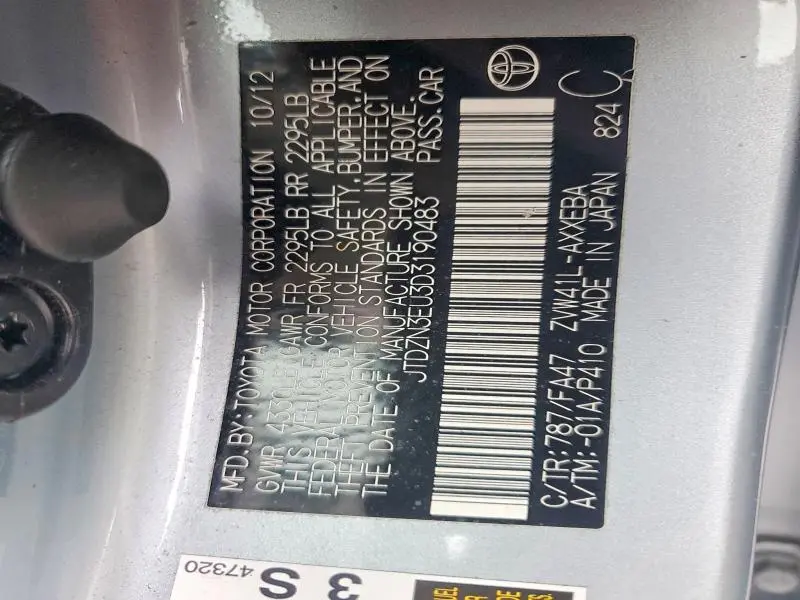 MFD.BY:TOYOTA MOTOR CORPORATION 10/12
GVWR 4330LB GAWR FR 2295LB RR 2295LB
THIS VEHICLE CONFORMS TO ALL APPLICABLE
FEDERAL MOTOR VEHICLE SAFETY,BUMPER,AND
THEFT PREVENTION STANDARDS IN EFFECT ON
THE DATE OF MANUFACTURE SHOWN ABOVE.
JTDZN3EU3D3190483 PASS.CAR
C/TR:787/FA47 ZVW41L-AXXEBA
A/TM:-01A/P410 MADE IN JAPAN 824
C
47320
3 S